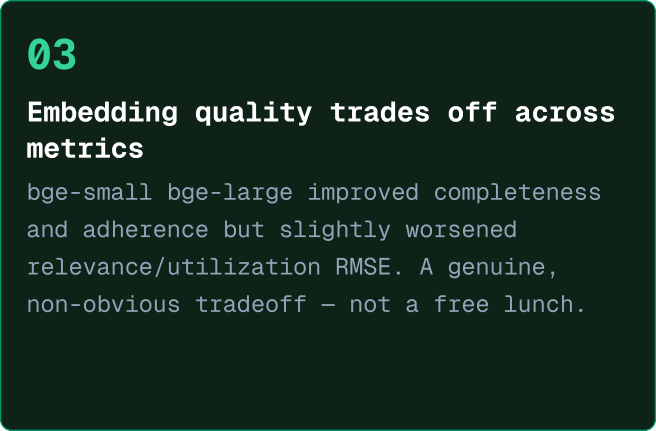 03
Embedding quality trades off across
metrics
bge-small bge-large improved completeness
and adherence but slightly worsened
relevance/utilization RMSE. A genuine,
non-obvious tradeoff — not a free lunch.